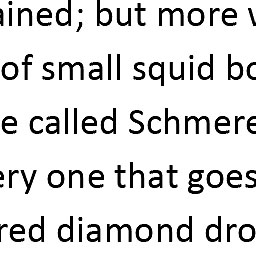 ained; but more v
of small squid bo
e called Schmere
ery one that goes
red diamond dro